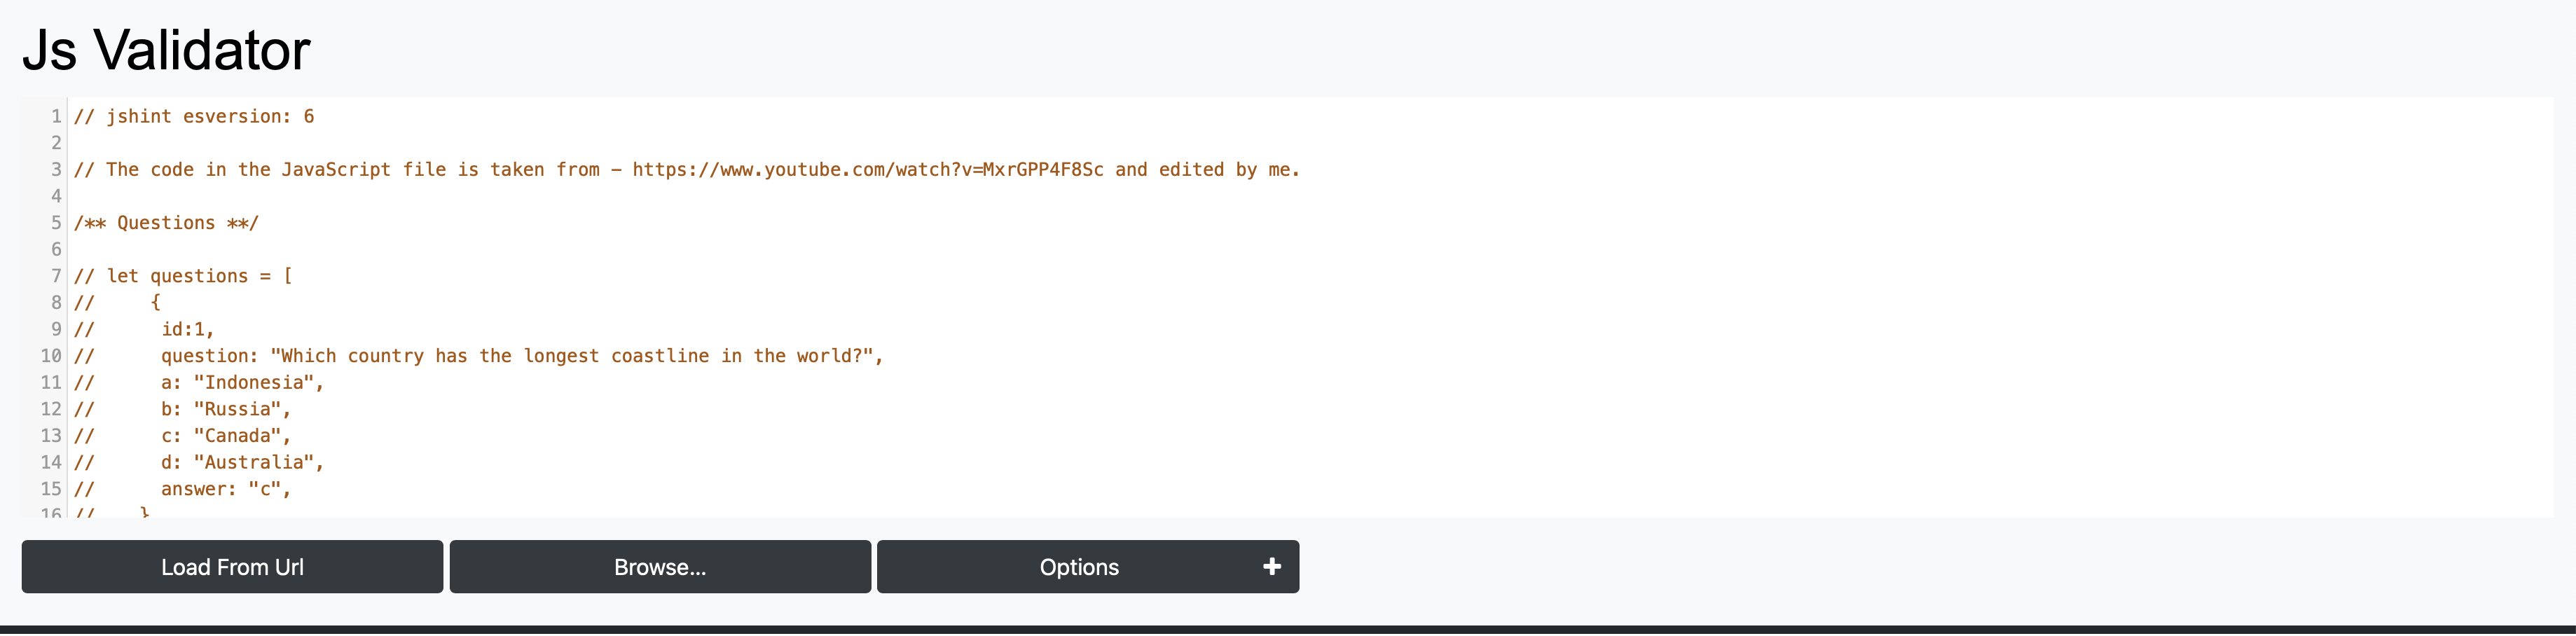 Js Validator
1 // jshint esversion: 6
2
3 // The code in the JavaScript file is taken from - https://www.youtube.com/watch?v=MxrGPP4F8Sc and edited by me.
4
5 /** Questions **/
6
7 // let questions = [
8 //     {
9 //      id:1,
10 //      question: "Which country has the longest coastline in the world?",
11 //      a: "Indonesia",
12 //      b: "Russia",
13 //      c: "Canada",
14 //      d: "Australia",
15 //      answer: "c",
16 //    }
Load From Url
Browse...
Options +